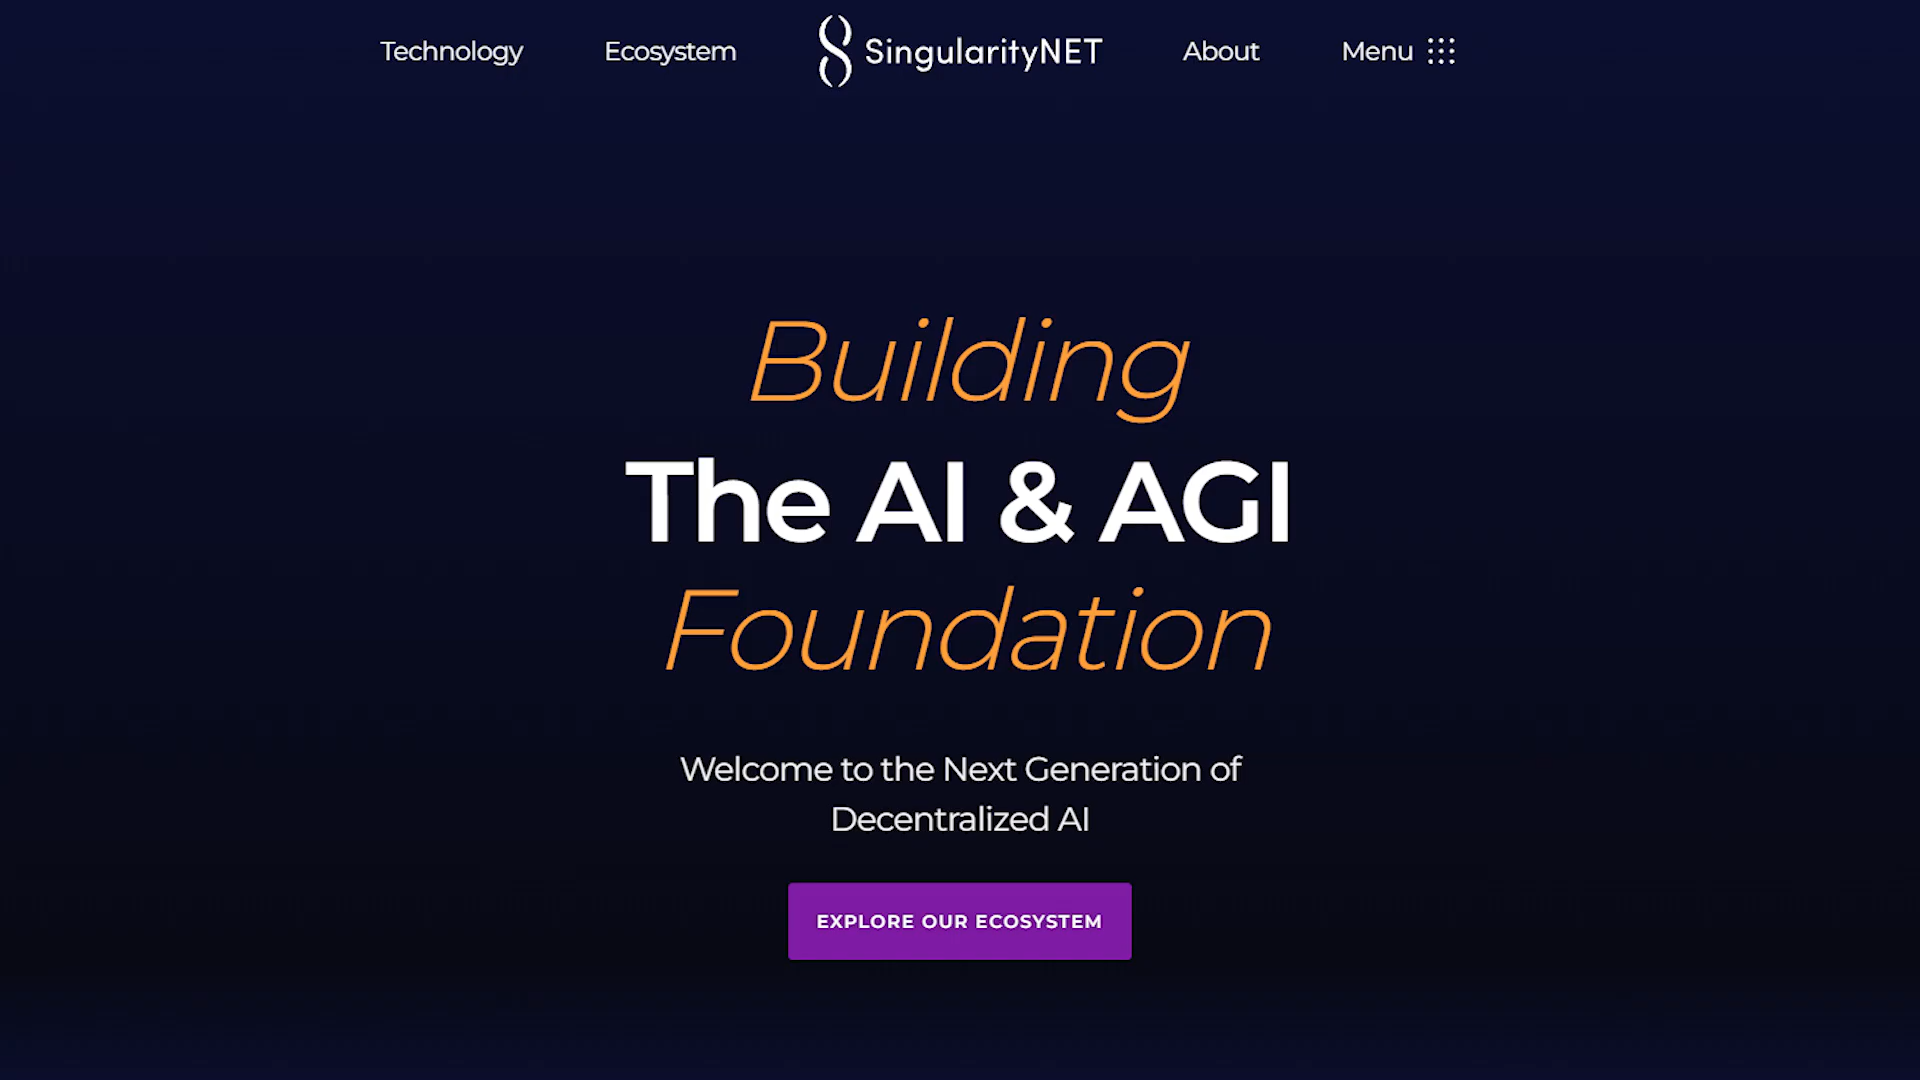 Technology Ecosystem SingularityNET About Menu
Building
The AI & AGI
Foundation
Welcome to the Next Generation of
Decentralized AI
EXPLORE OUR ECOSYSTEM